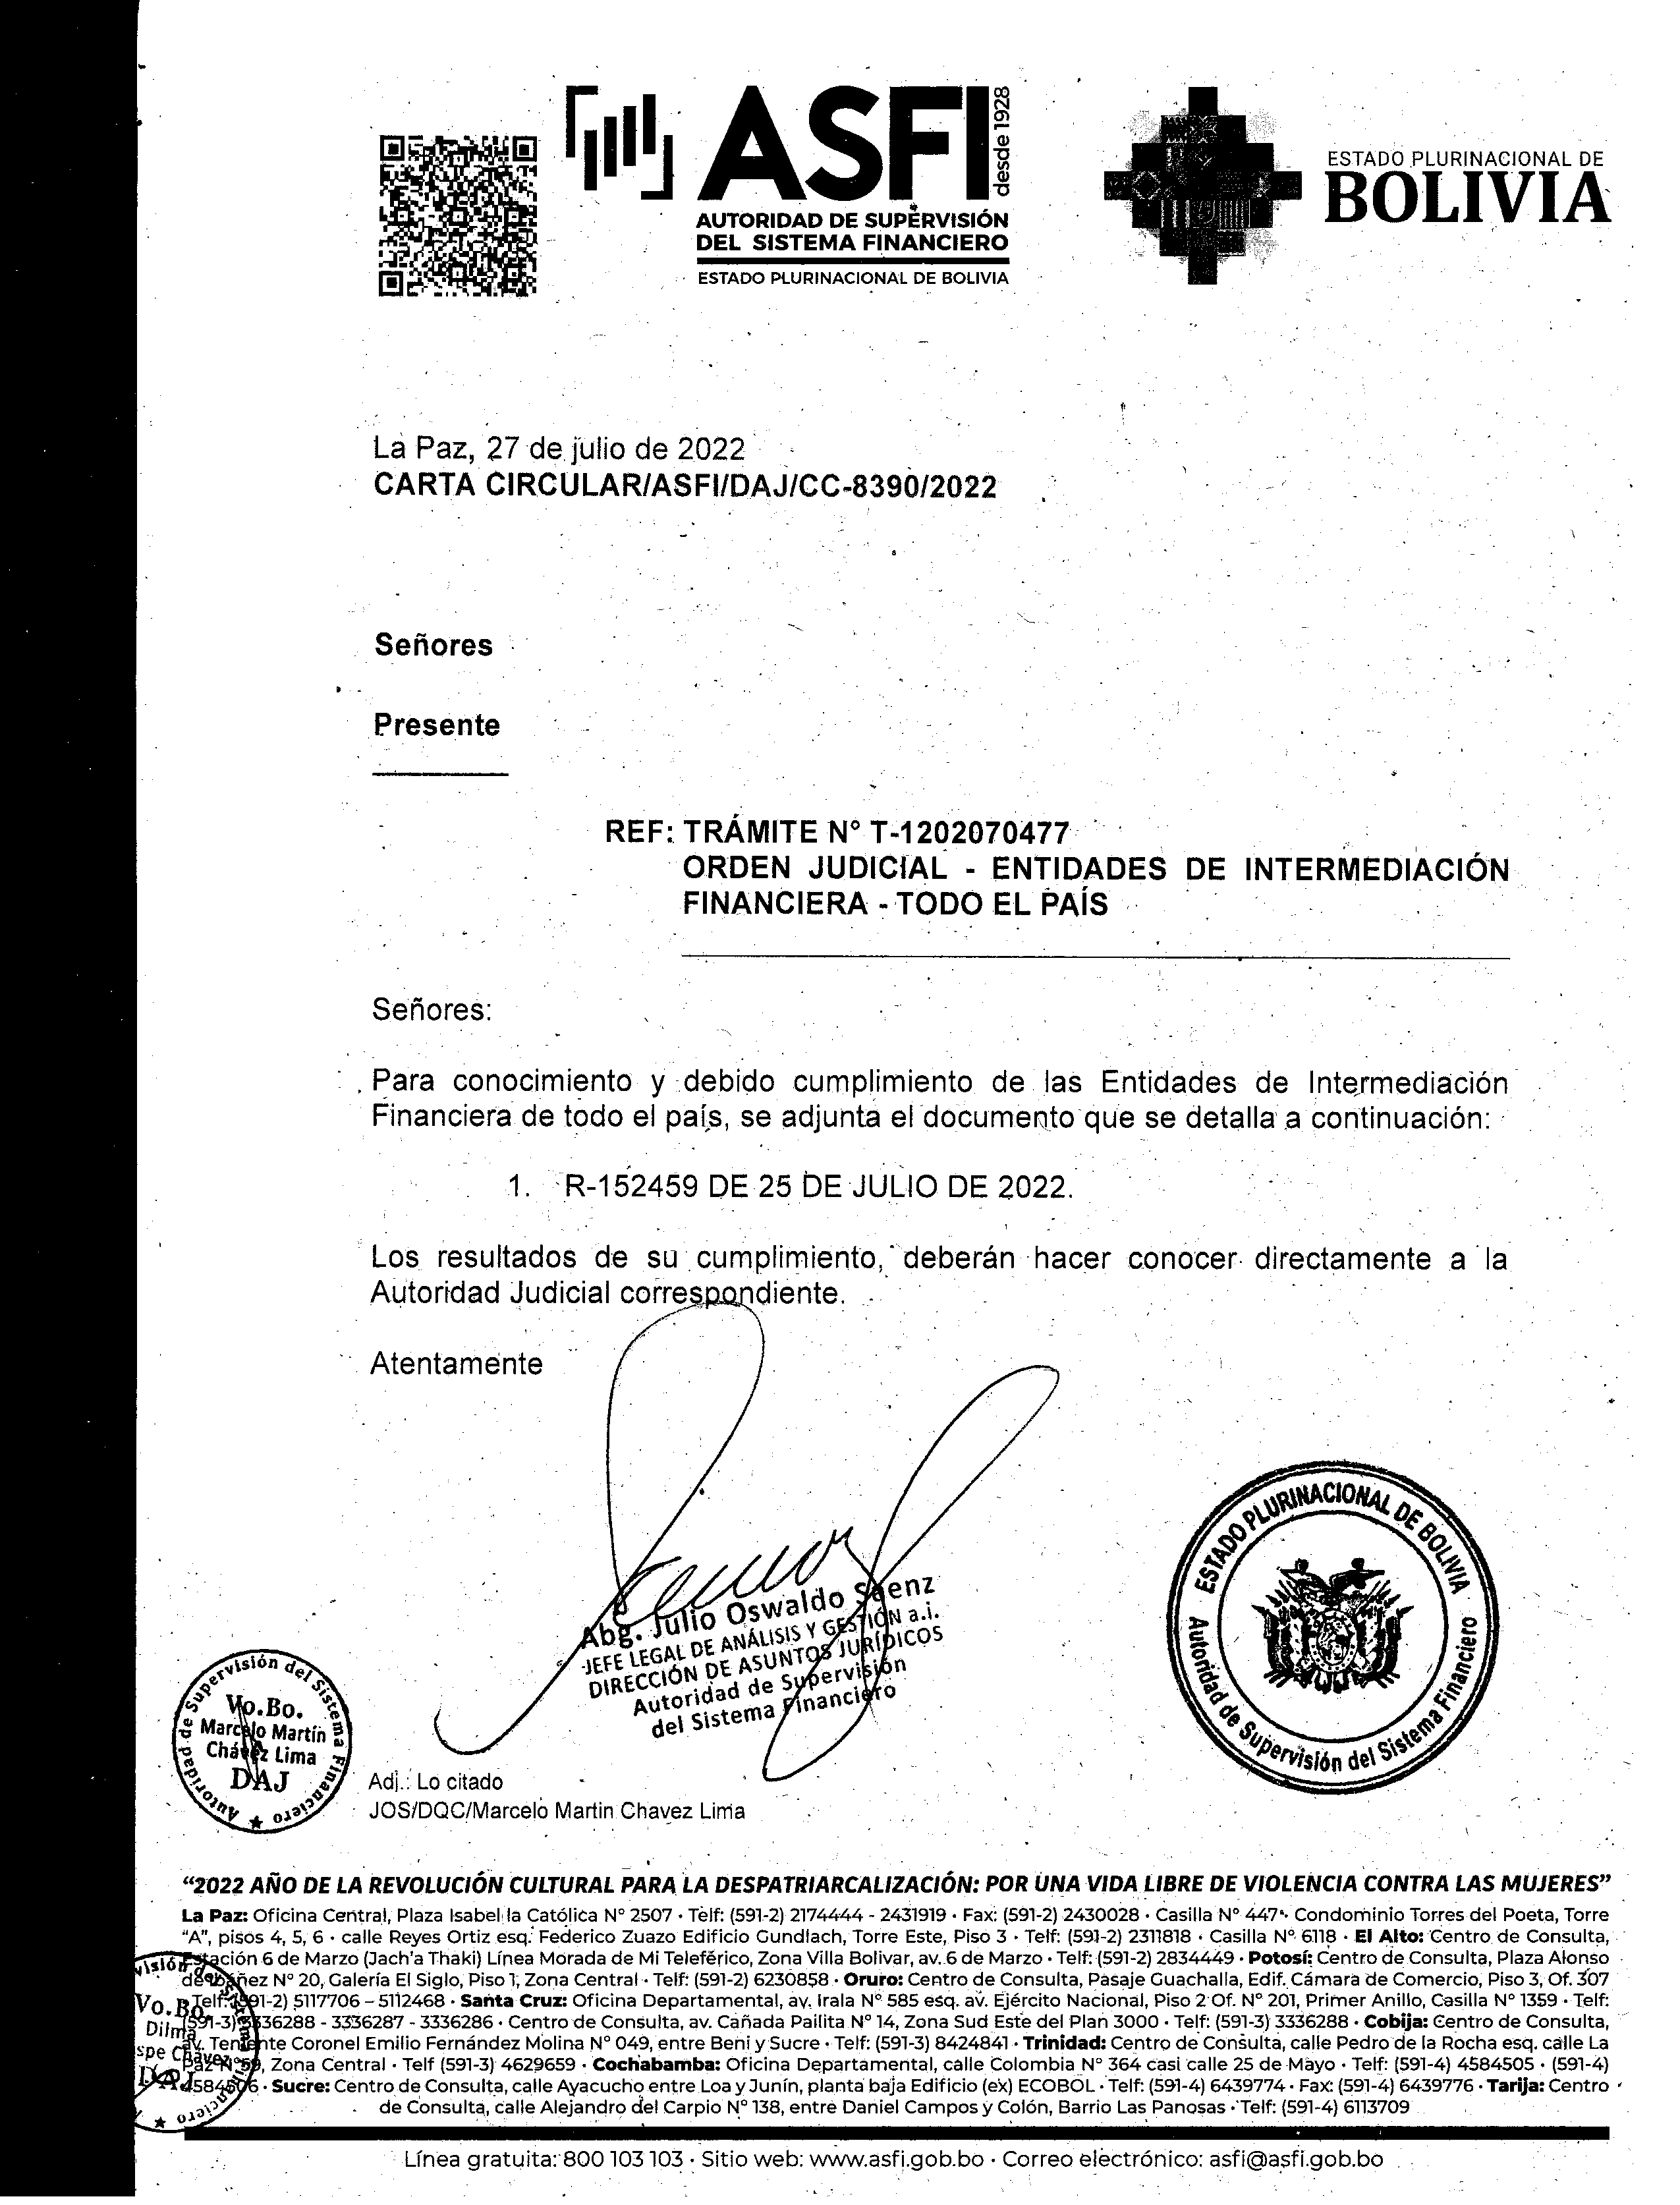 ASFI
desde 1928
AUTORIDAD DE SUPERVISIÓN
DEL SISTEMA FINANCIERO
ESTADO PLURINACIONAL DE BOLIVIA
ESTADO PLURINACIONAL DE
BOLIVIA
La Paz, 27 de julio de 2022
CARTA CIRCULAR/ASFI/DAJ/CC-8390/2022
Señores
Presente
REF: TRÁMITE N° T-1202070477
ORDEN JUDICIAL - ENTIDADES DE INTERMEDIACIÓN
FINANCIERA - TODO EL PAÍS
Señores:
Para conocimiento y debido cumplimiento de las Entidades de Intermediación
Financiera de todo el país, se adjunta el documento que se detalla a continuación:
1. R-152459 DE 25 DE JULIO DE 2022.
Los resultados de su cumplimiento, deberán hacer conocer directamente a la
Autoridad Judicial correspondiente.
Atentamente
Abg. Julio Oswaldo Saenz
JEFE LEGAL DE ANÁLISIS Y GESTIÓN a.i.
DIRECCIÓN DE ASUNTOS JURÍDICOS
Autoridad de Supervisión
del Sistema Financiero
ESTADO PLURINACIONAL DE BOLIVIA
Autoridad de Supervisión del Sistema Financiero
Autoridad de Supervisión del Sistema Financiero
Vo.Bo.
Marcelo Martín
Chávez Lima
DAJ
Adj.: Lo citado
JOS/DQC/Marcelo Martin Chavez Lima
“2022 AÑO DE LA REVOLUCIÓN CULTURAL PARA LA DESPATRIARCALIZACIÓN: POR UNA VIDA LIBRE DE VIOLENCIA CONTRA LAS MUJERES”
La Paz: Oficina Central, Plaza Isabel la Católica N° 2507 · Telf: (591-2) 2174444 - 2431919 · Fax: (591-2) 2430028 · Casilla N° 447 · Condominio Torres del Poeta, Torre
“A”, pisos 4, 5, 6 · calle Reyes Ortiz esq. Federico Zuazo Edificio Gundlach, Torre Este, Piso 3 · Telf: (591-2) 2311818 · Casilla N° 6118 · El Alto: Centro de Consulta,
Estación 6 de Marzo (Jach'a Thaki) Línea Morada de Mi Teleférico, Zona Villa Bolivar, av. 6 de Marzo · Telf: (591-2) 2834449 · Potosí: Centro de Consulta, Plaza Alonso
de Ibáñez N° 20, Galería El Siglo, Piso 1, Zona Central · Telf: (591-2) 6230858 · Oruro: Centro de Consulta, Pasaje Guachalla, Edif. Cámara de Comercio, Piso 3, Of. 307
Telf: (591-2) 5117706 – 5112468 · Santa Cruz: Oficina Departamental, av. Irala N° 585 esq. av. Ejército Nacional, Piso 2 Of. N° 201, Primer Anillo, Casilla N° 1359 · Telf:
(591-3) 3336288 - 3336287 - 3336286 · Centro de Consulta, av. Cañada Pailita N° 14, Zona Sud Este del Plan 3000 · Telf: (591-3) 3336288 · Cobija: Centro de Consulta,
av. Teniente Coronel Emilio Fernández Molina N° 049, entre Beni y Sucre · Telf: (591-3) 8424841 · Trinidad: Centro de Consulta, calle Pedro de la Rocha esq. calle La
Paz N° 59, Zona Central · Telf (591-3) 4629659 · Cochabamba: Oficina Departamental, calle Colombia N° 364 casi calle 25 de Mayo · Telf: (591-4) 4584505 · (591-4)
4584506 · Sucre: Centro de Consulta, calle Ayacucho entre Loa y Junín, planta baja Edificio (ex) ECOBOL · Telf: (591-4) 6439774 · Fax: (591-4) 6439776 · Tarija: Centro
de Consulta, calle Alejandro del Carpio N° 138, entre Daniel Campos y Colón, Barrio Las Panosas · Telf: (591-4) 6113709
Vo.Bo.
Dilma
spe Chávez
DAJ
Línea gratuita: 800 103 103 · Sitio web: www.asfi.gob.bo · Correo electrónico: asfi@asfi.gob.bo